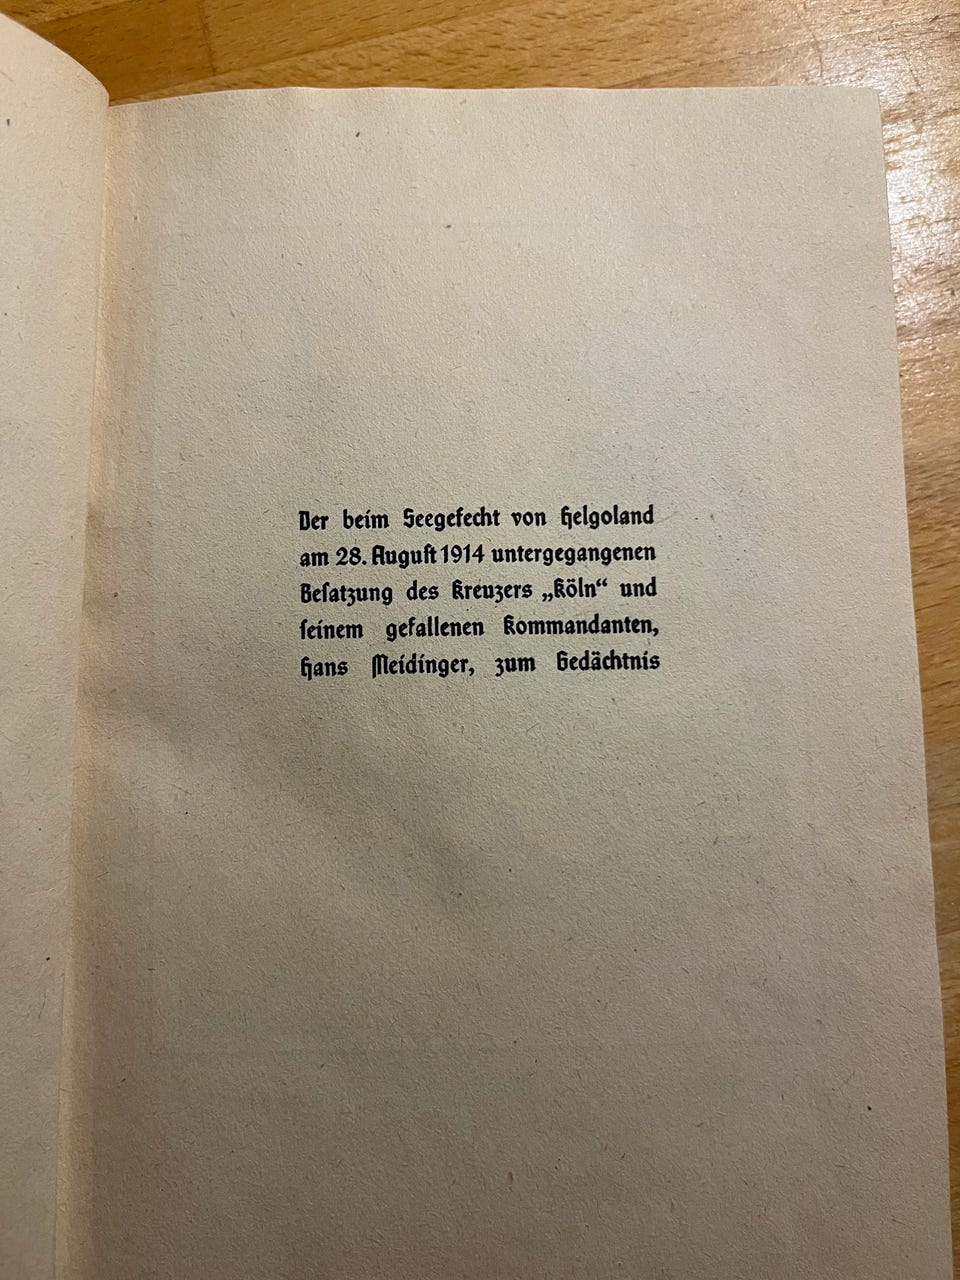 Der beim Seegefecht von Helgoland
am 28. Auguſt 1914 untergegangenen
Beſatzung des Kreuzers „Köln“ und
ſeinem gefallenen Kommandanten,
Hans Meidinger, zum Gedächtnis